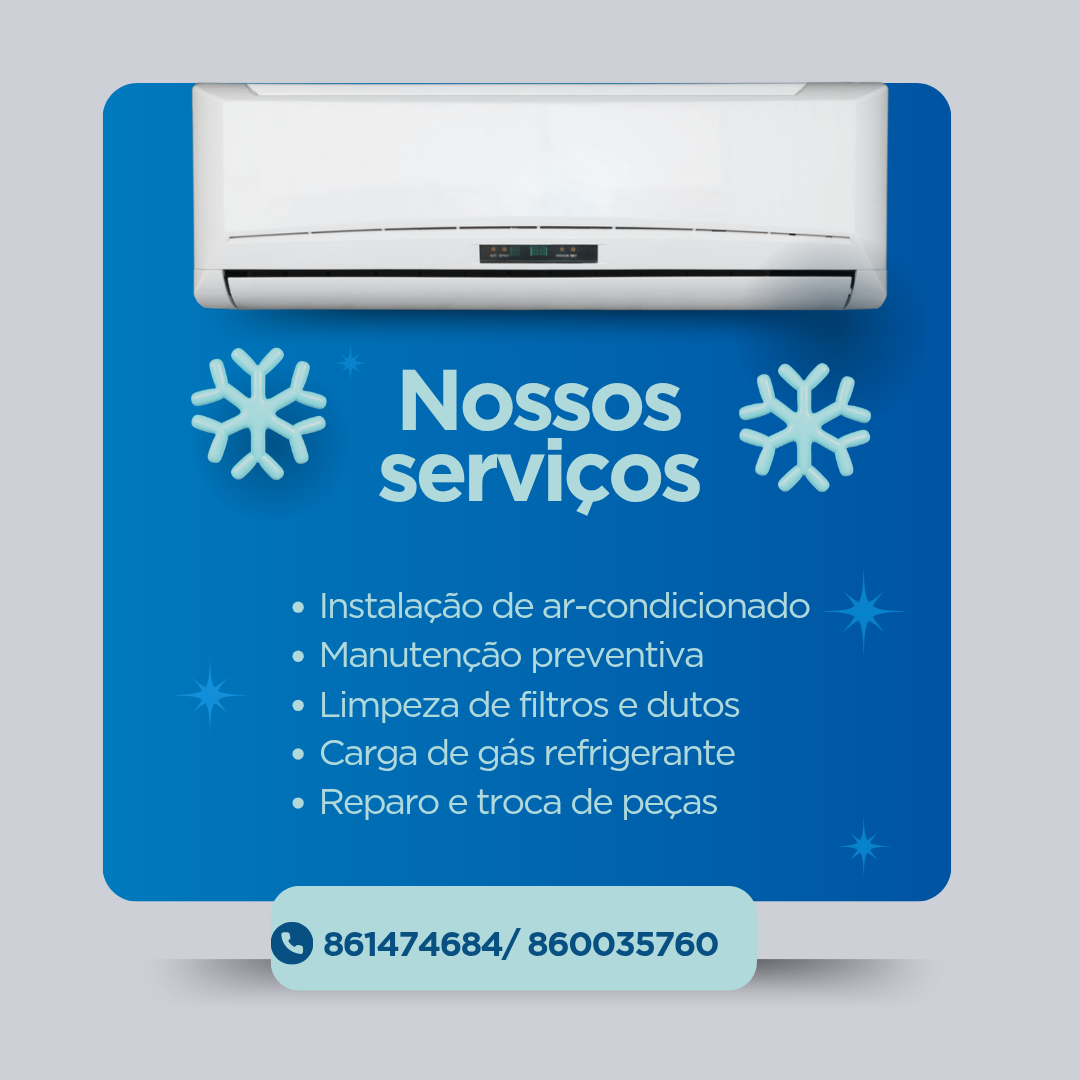 Nossos
serviços
• Instalação de ar-condicionado
• Manutenção preventiva
• Limpeza de filtros e dutos
• Carga de gás refrigerante
• Reparo e troca de peças
861474684/ 860035760